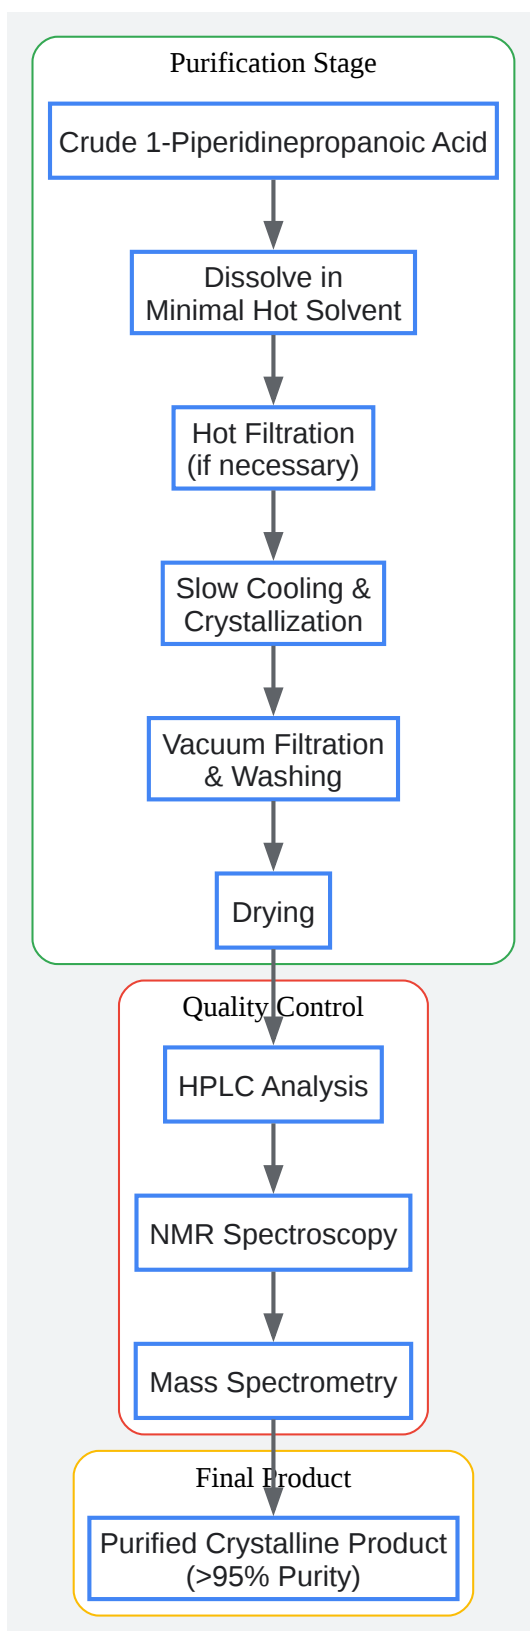 Purification Stage
Crude 1-Piperidinepropanoic Acid
Dissolve in
Minimal Hot Solvent
Hot Filtration
(if necessary)
Slow Cooling &
Crystallization
Vacuum Filtration
& Washing
Drying
Quality Control
HPLC Analysis
NMR Spectroscopy
Mass Spectrometry
Final Product
Purified Crystalline Product
(>95% Purity)